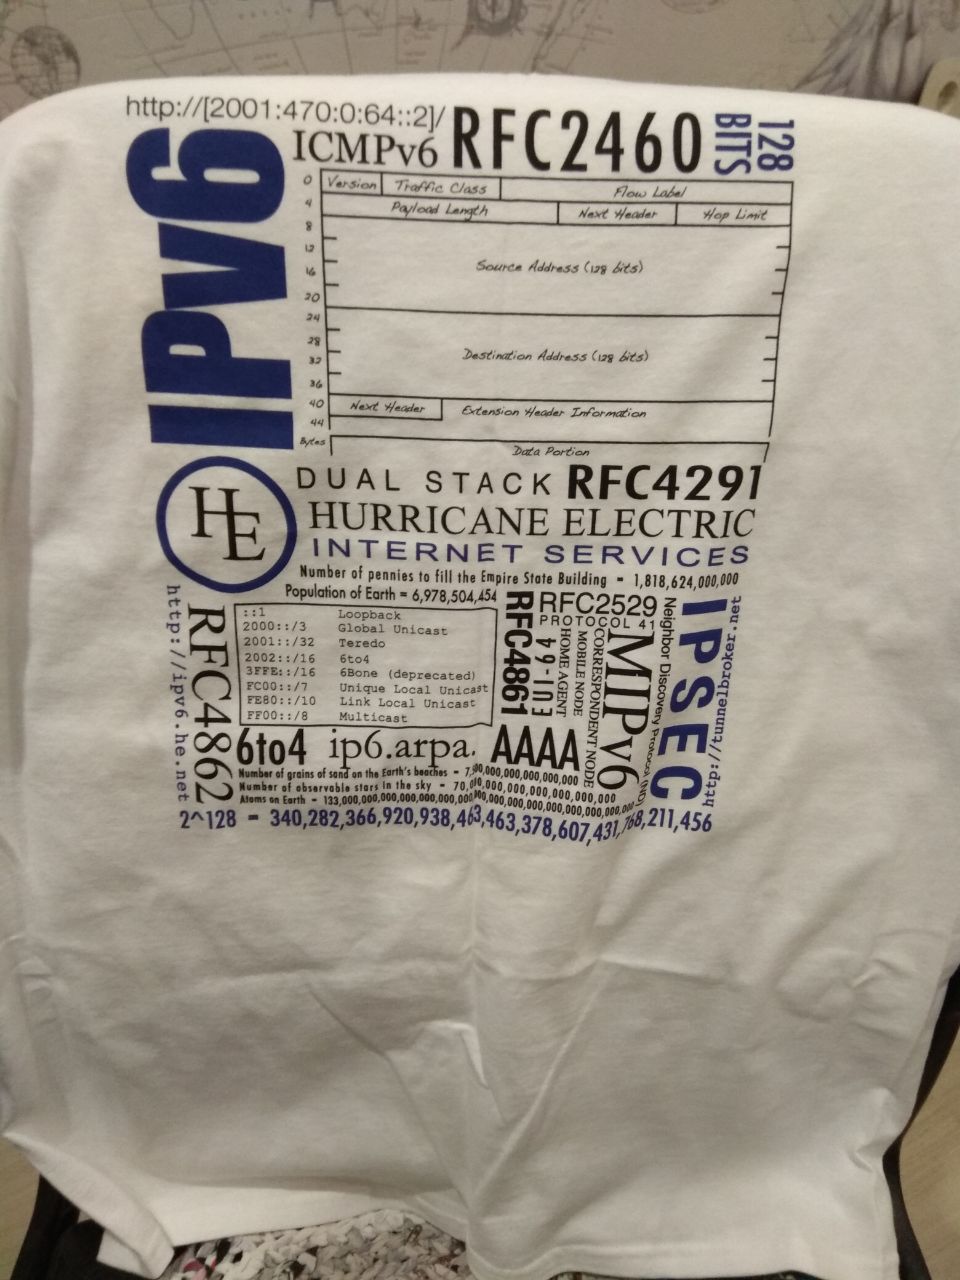 http://[2001:470:0:64::2]/
ICMPv6
RFC2460
128
BITS
IPV6
0 Version Traffic Class Flow Label
4 Payload Length Next Header Hop Limit
8
12
16 Source Address (128 bits)
20
24
28
32 Destination Address (128 bits)
36
40 Next Header Extension Header Information
44
Bytes Data Portion
HE
DUAL STACK RFC4291
HURRICANE ELECTRIC
INTERNET SERVICES
Number of pennies to fill the Empire State Building = 1,818,624,000,000
Population of Earth = 6,978,504,454
http://ipv6.he.net
RFC4862
::1 Loopback
2000::/3 Global Unicast
2001::/32 Teredo
2002::/16 6to4
3FFE::/16 6Bone (deprecated)
FC00::/7 Unique Local Unicast
FE80::/10 Link Local Unicast
FF00::/8 Multicast
RFC4861
RFC2529
PROTOCOL 41
EUI-64
HOME AGENT
MOBILE NODE
CORRESPONDENT NODE
MIPv6
Neighbor Discovery Protocol (ND)
IPSEC
http://tunnelbroker.net
6to4 ip6.arpa. AAAA
Number of grains of sand on the Earth's beaches =
Number of observable stars in the sky =
Atoms on Earth =
2^128 = 340,282,366,920,938,463,463,378,607,431,768,211,456